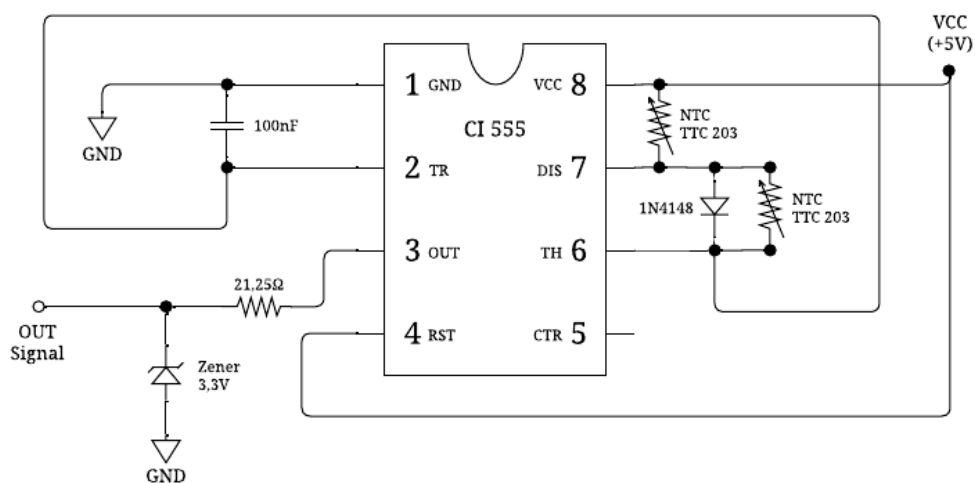 VCC
(+5V)
1 GND
VCC 8
NTC
TTC 203
100nF
CI 555
GND
2 TR
DIS 7
1N4148
NTC
TTC 203
3 OUT
TH 6
21,25Ω
OUT
Signal
4 RST
CTR 5
Zener
3,3V
GND